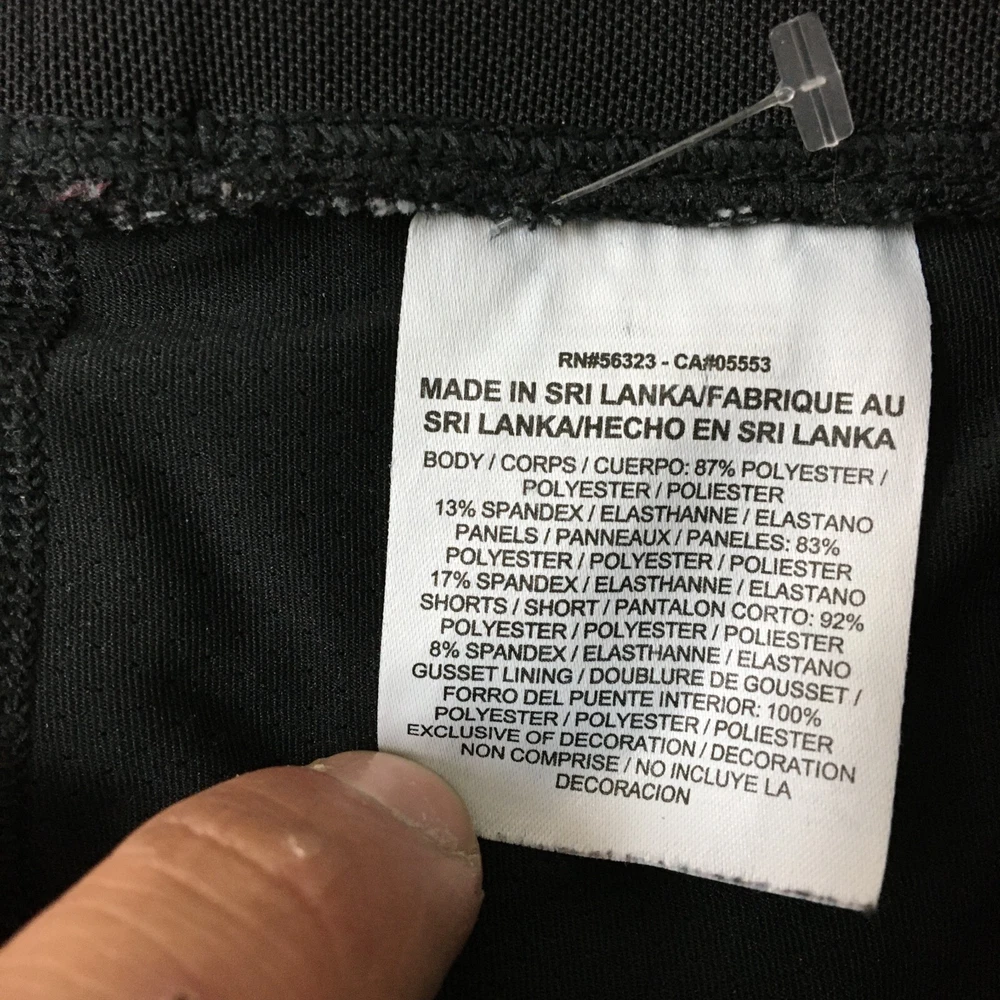 RN#56323 - CA#05553
MADE IN SRI LANKA/FABRIQUE AU
SRI LANKA/HECHO EN SRI LANKA
BODY / CORPS / CUERPO: 87% POLYESTER /
POLYESTER / POLIESTER
13% SPANDEX / ELASTHANNE / ELASTANO
PANELS / PANNEAUX / PANELES: 83%
POLYESTER / POLYESTER / POLIESTER
17% SPANDEX / ELASTHANNE / ELASTANO
SHORTS / SHORT / PANTALON CORTO: 92%
POLYESTER / POLYESTER / POLIESTER
8% SPANDEX / ELASTHANNE / ELASTANO
GUSSET LINING / DOUBLURE DE GOUSSET /
FORRO DEL PUENTE INTERIOR: 100%
POLYESTER / POLYESTER / POLIESTER
EXCLUSIVE OF DECORATION / DECORATION
NON COMPRISE / NO INCLUYE LA
DECORACION